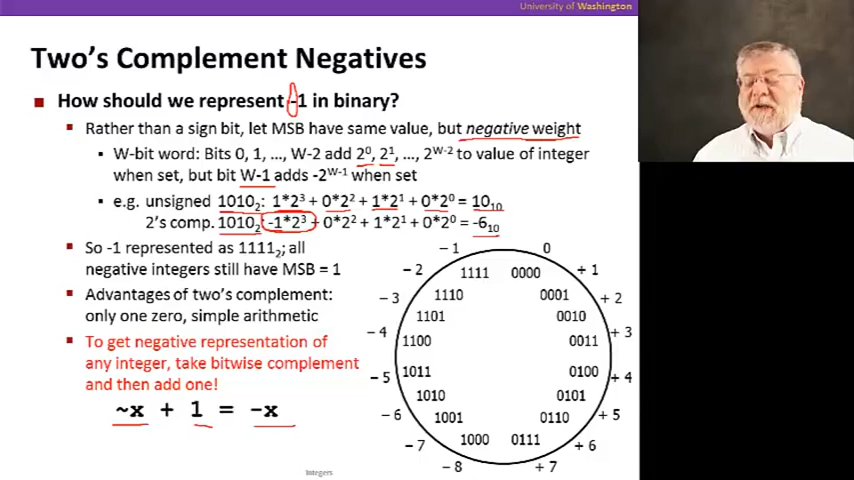 University of Washington
Two's Complement Negatives
How should we represent -1 in binary?
Rather than a sign bit, let MSB have same value, but negative weight
W-bit word: Bits 0, 1, ..., W-2 add 2⁰, 2¹, ..., 2ᵂ⁻² to value of integer
when set, but bit W-1 adds -2ᵂ⁻¹ when set
e.g. unsigned 1010₂: 1*2³ + 0*2² + 1*2¹ + 0*2⁰ = 10₁₀
2's comp. 1010₂: -1*2³ + 0*2² + 1*2¹ + 0*2⁰ = -6₁₀
So -1 represented as 1111₂; all
negative integers still have MSB = 1
Advantages of two's complement:
only one zero, simple arithmetic
To get negative representation of
any integer, take bitwise complement
and then add one!
~x + 1 = -x
– 1 0
– 2 1111 0000 + 1
– 3 1110 0001 + 2
1101 0010
– 4 1100 0011 + 3
– 5 1011 0100 + 4
1010 0101
– 6 1001 0110 + 5
– 7 1000 0111 + 6
– 8 + 7
Integers